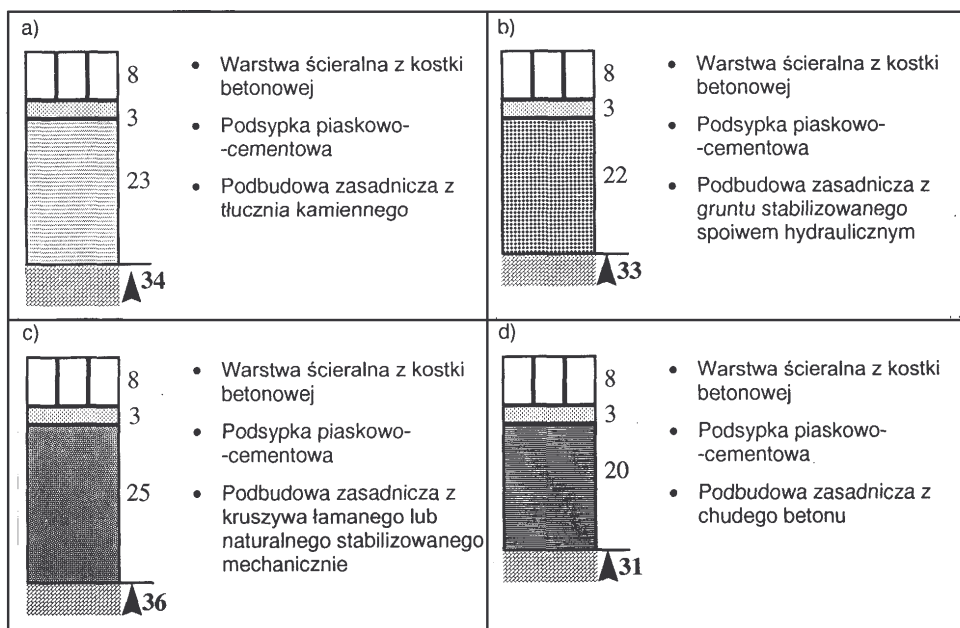 a)
8
3
23
34
• Warstwa ścieralna z kostki
betonowej
• Podsypka piaskowo-
-cementowa
• Podbudowa zasadnicza z
tłucznia kamiennego
b)
8
3
22
33
• Warstwa ścieralna z kostki
betonowej
• Podsypka piaskowo-
-cementowa
• Podbudowa zasadnicza z
gruntu stabilizowanego
spoiwem hydraulicznym
c)
8
3
25
36
• Warstwa ścieralna z kostki
betonowej
• Podsypka piaskowo-
-cementowa
• Podbudowa zasadnicza z
kruszywa łamanego lub
naturalnego stabilizowanego
mechanicznie
d)
8
3
20
31
• Warstwa ścieralna z kostki
betonowej
• Podsypka piaskowo-
-cementowa
• Podbudowa zasadnicza z
chudego betonu